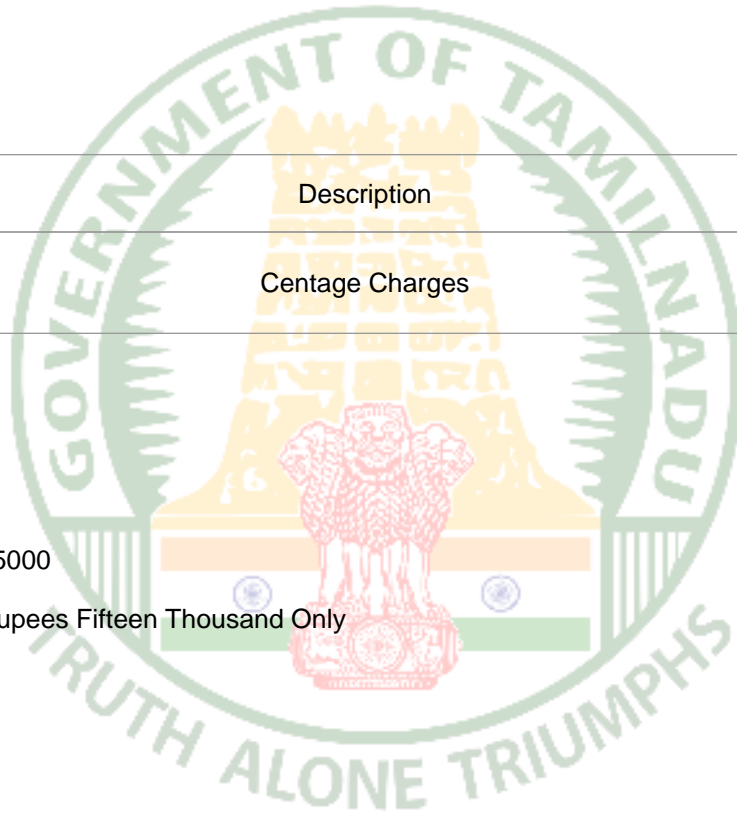 GOVERNMENT OF TAMILNADU
Description
Centage Charges
5000
upees Fifteen Thousand Only
TRUTH ALONE TRIUMPHS